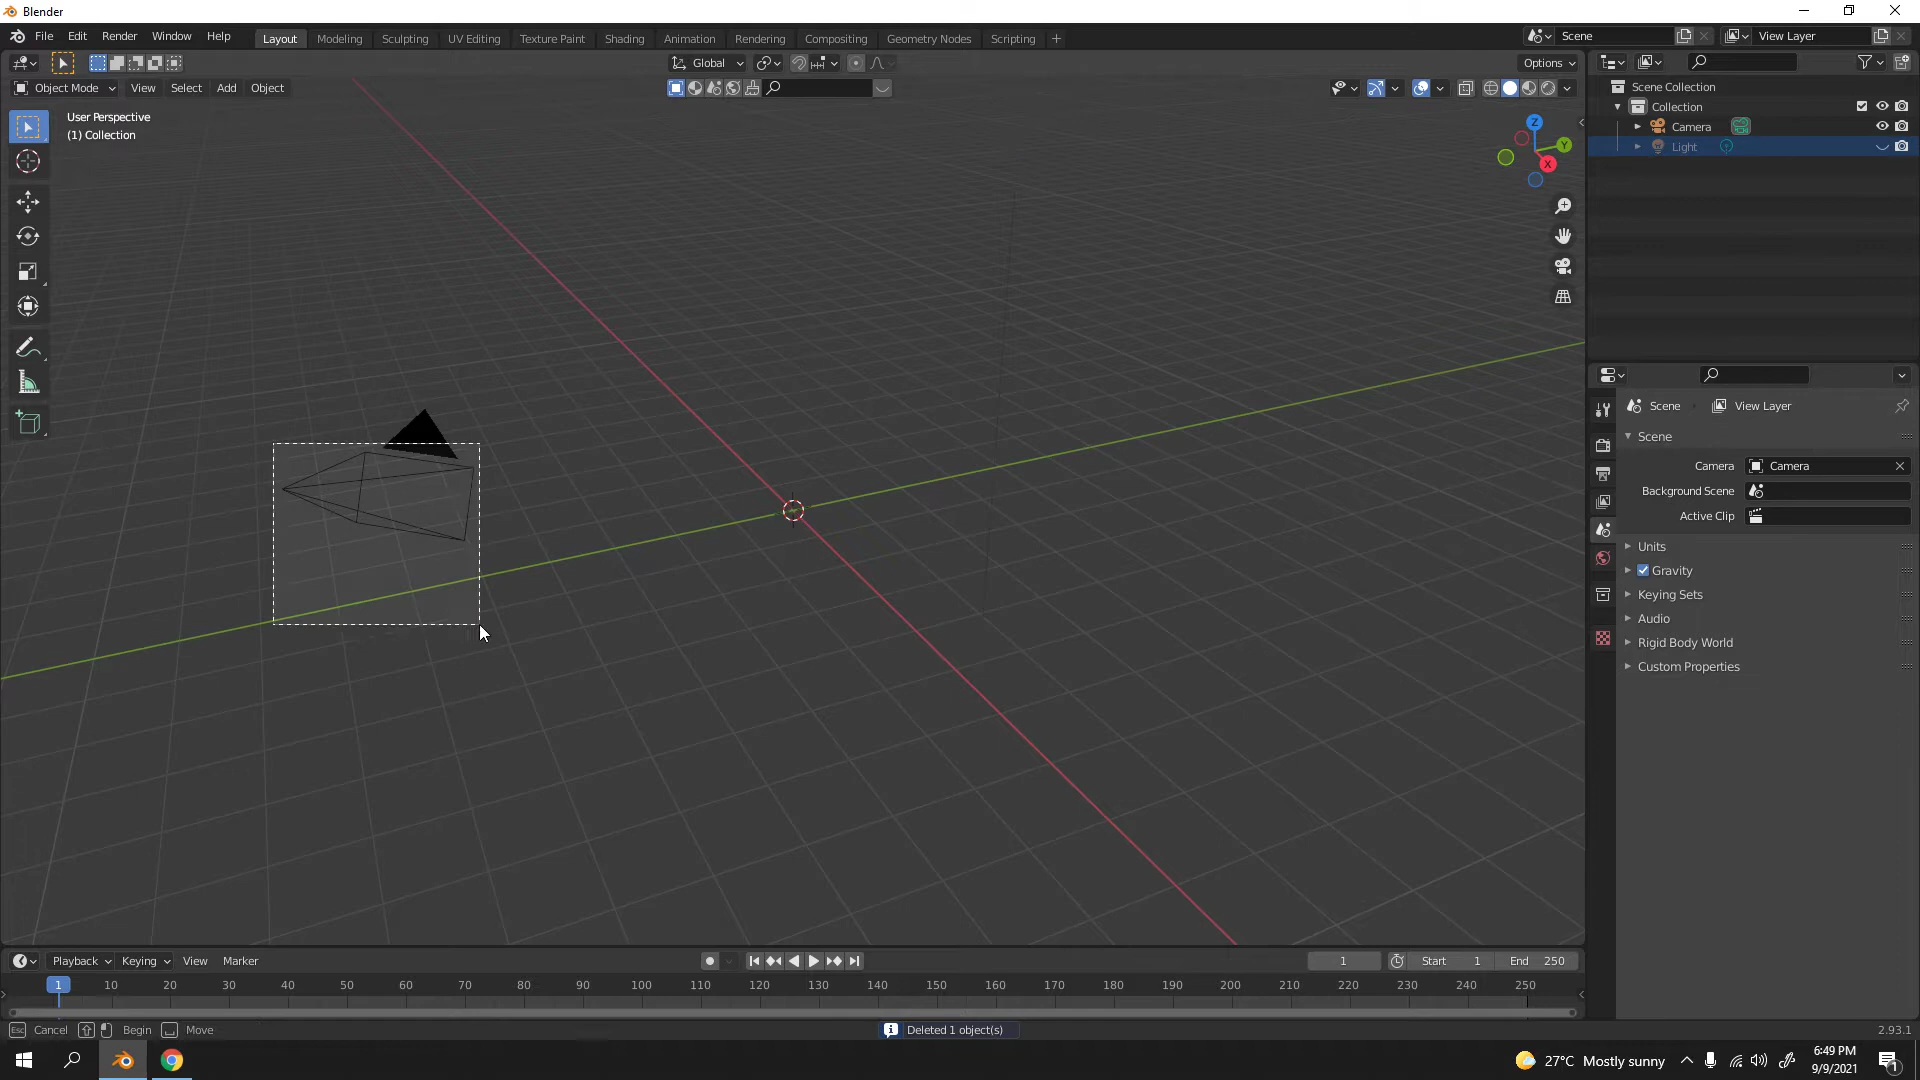 Blender
File Edit Render Window Help
Layout Modeling Sculpting UV Editing Texture Paint Shading Animation Rendering Compositing Geometry Nodes Scripting +
Scene
View Layer
Global
Options
Object Mode View Select Add Object
User Perspective
(1) Collection
Z
Y
X
Scene Collection
Collection
Camera
Light
Scene View Layer
Scene
Camera Camera
Background Scene
Active Clip
Units
Gravity
Keying Sets
Audio
Rigid Body World
Custom Properties
Playback Keying View Marker
1
Start 1
End 250
1 10 20 30 40 50 60 70 80 90 100 110 120 130 140 150 160 170 180 190 200 210 220 230 240 250
Esc Cancel Begin Move
Deleted 1 object(s)
2.93.1
27°C Mostly sunny
6:49 PM
9/9/2021
1